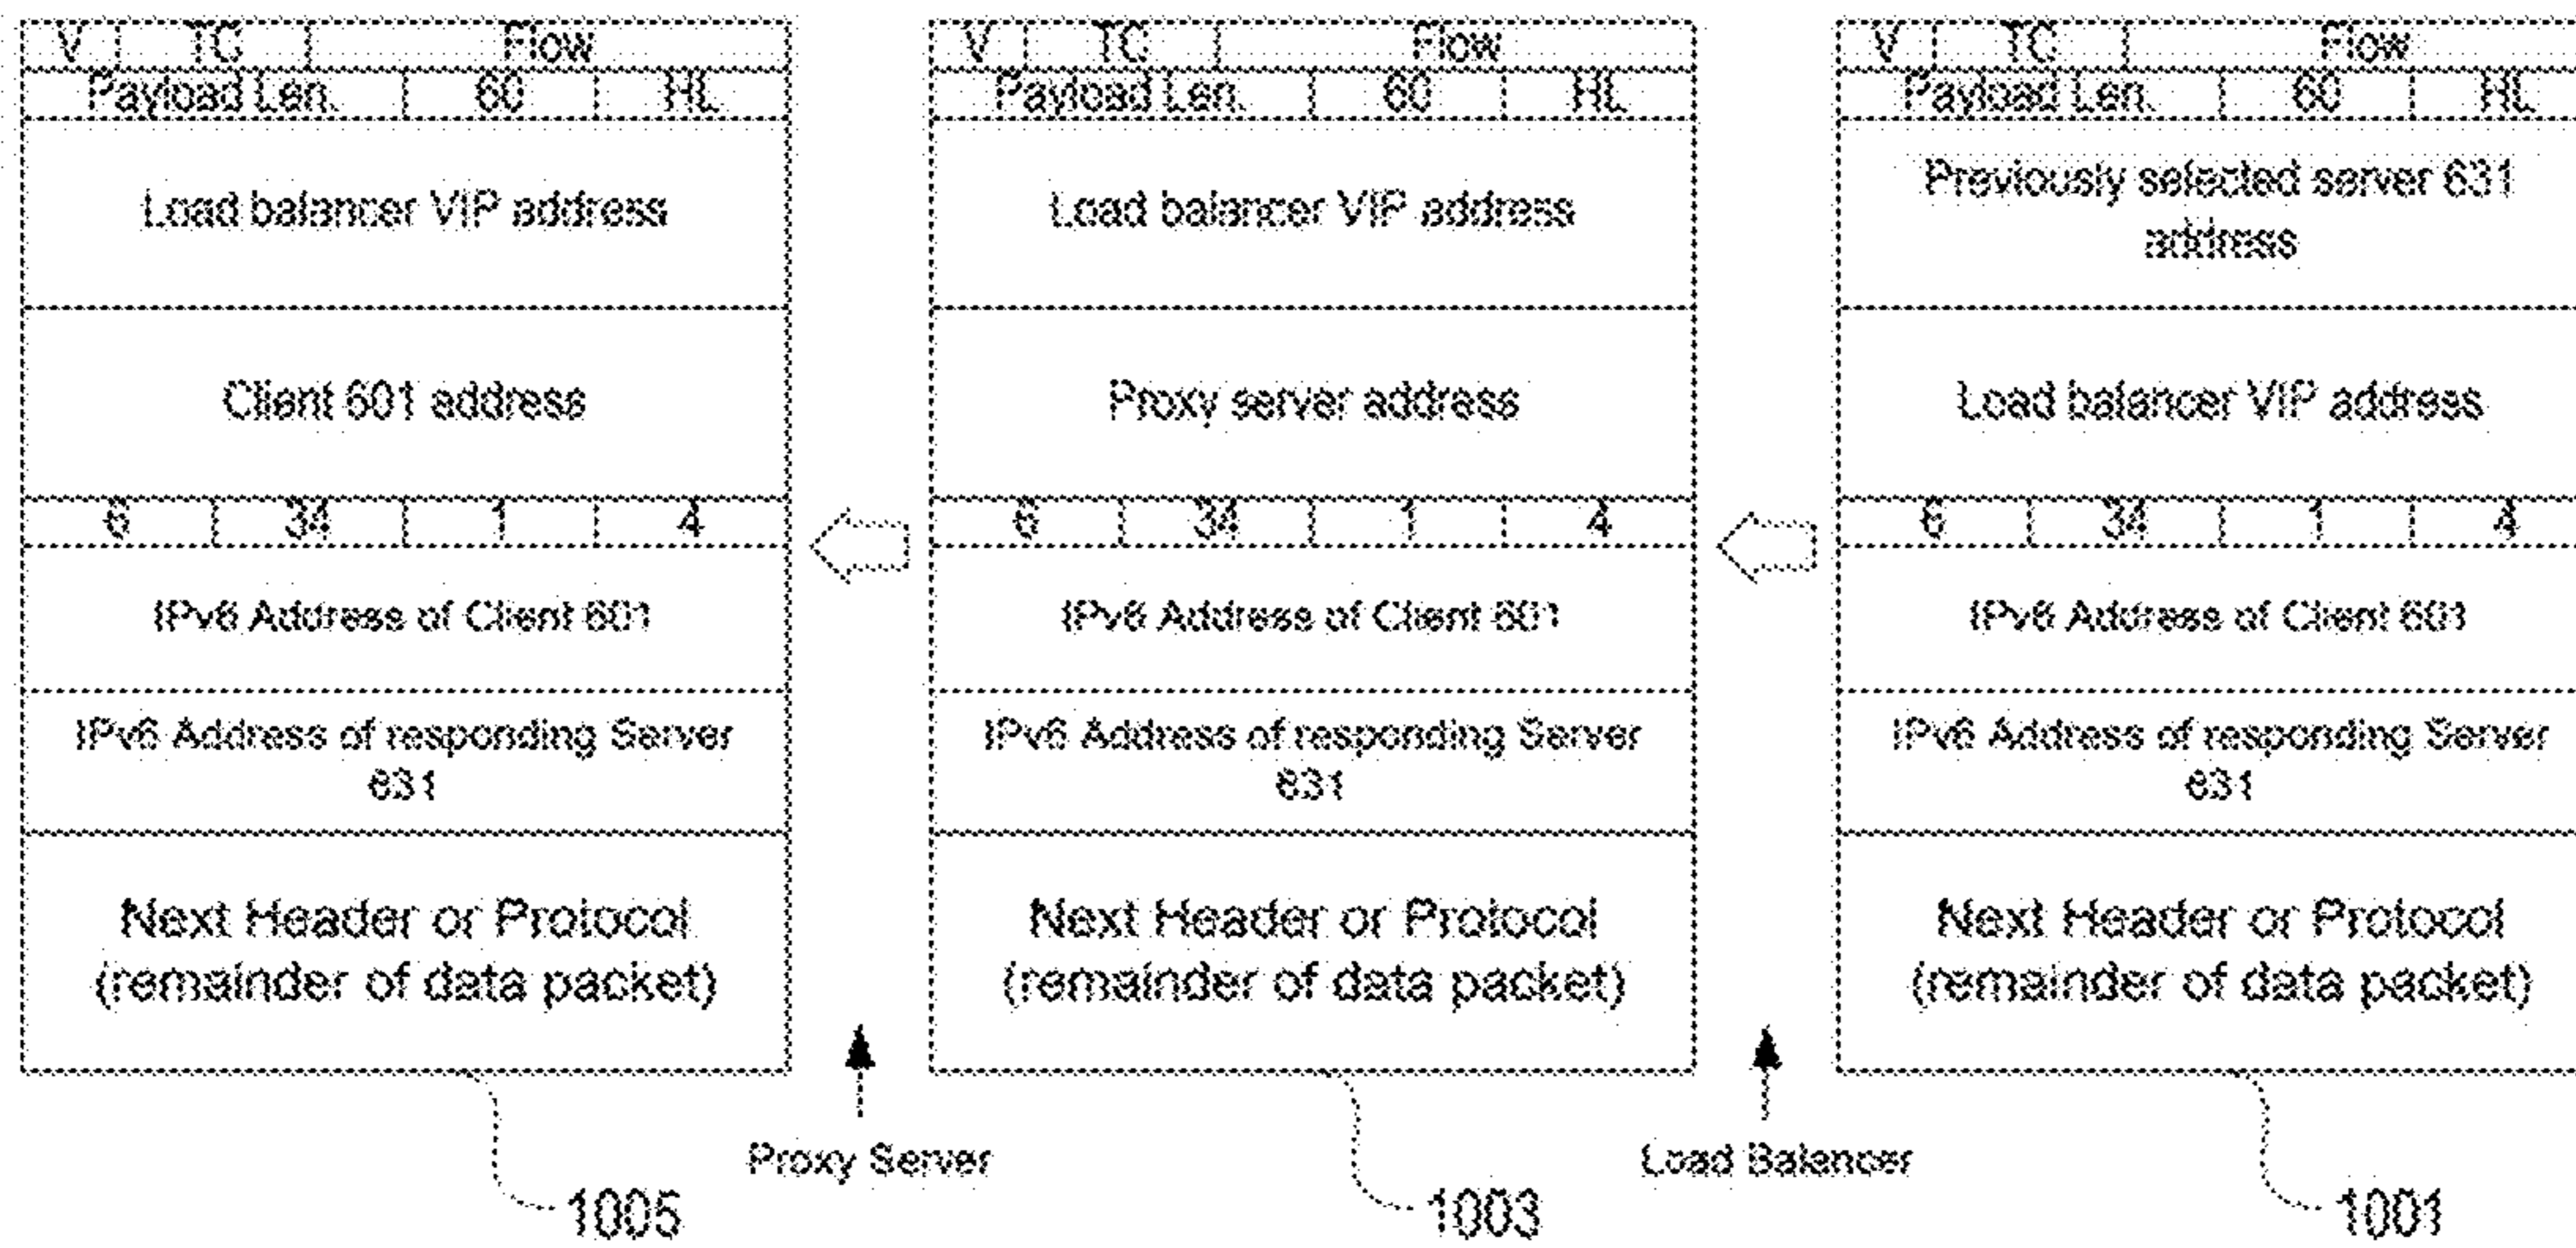 V TC Flow
Payload Len. 60 HL
Load balancer VIP address
Client 601 address
6 34 1 4
IPv6 Address of Client 601
IPv6 Address of responding Server
631
Next Header or Protocol
(remainder of data packet)
1005
V TC Flow
Payload Len. 60 HL
Load balancer VIP address
Proxy server address
6 34 1 4
IPv6 Address of Client 601
IPv6 Address of responding Server
631
Next Header or Protocol
(remainder of data packet)
1003
V TC Flow
Payload Len. 60 HL
Previously selected server 631
address
Load balancer VIP address
6 34 1 4
IPv6 Address of Client 601
IPv6 Address of responding Server
631
Next Header or Protocol
(remainder of data packet)
1001
Proxy Server
Load Balancer